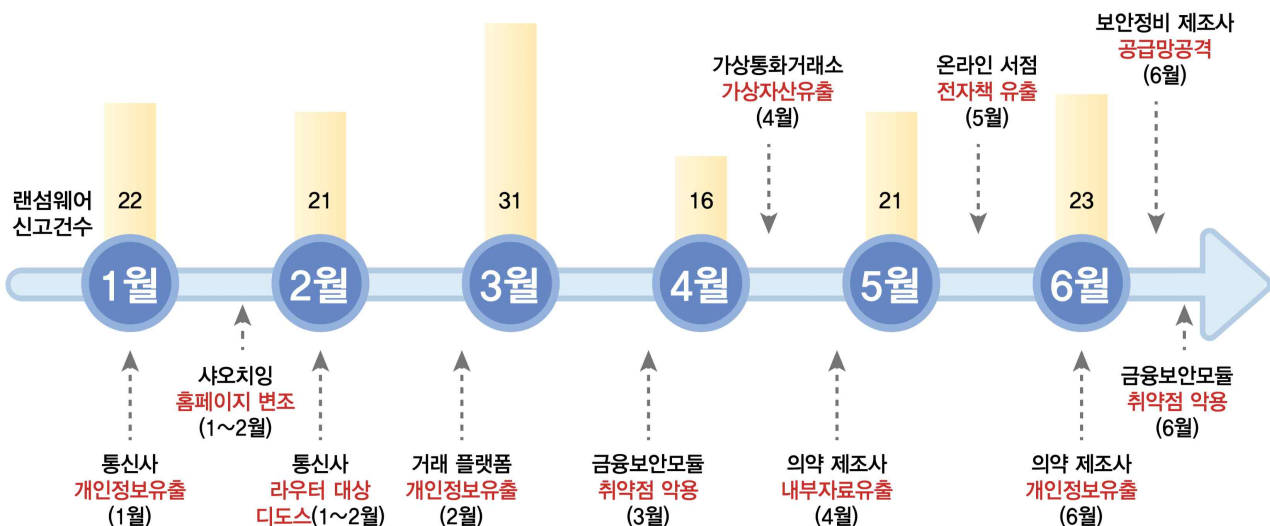 보안정비 제조사
공급망공격
(6월)
가상통화거래소
가상자산유출
(4월)
온라인 서점
전자책 유출
(5월)
랜섬웨어
신고건수
22
21
31
16
21
23
1월
2월
3월
4월
5월
6월
샤오치잉
홈페이지 변조
(1~2월)
금융보안모듈
취약점 악용
(6월)
통신사
개인정보유출
(1월)
통신사
라우터 대상
디도스(1~2월)
거래 플랫폼
개인정보유출
(2월)
금융보안모듈
취약점 악용
(3월)
의약 제조사
내부자료유출
(4월)
의약 제조사
개인정보유출
(6월)